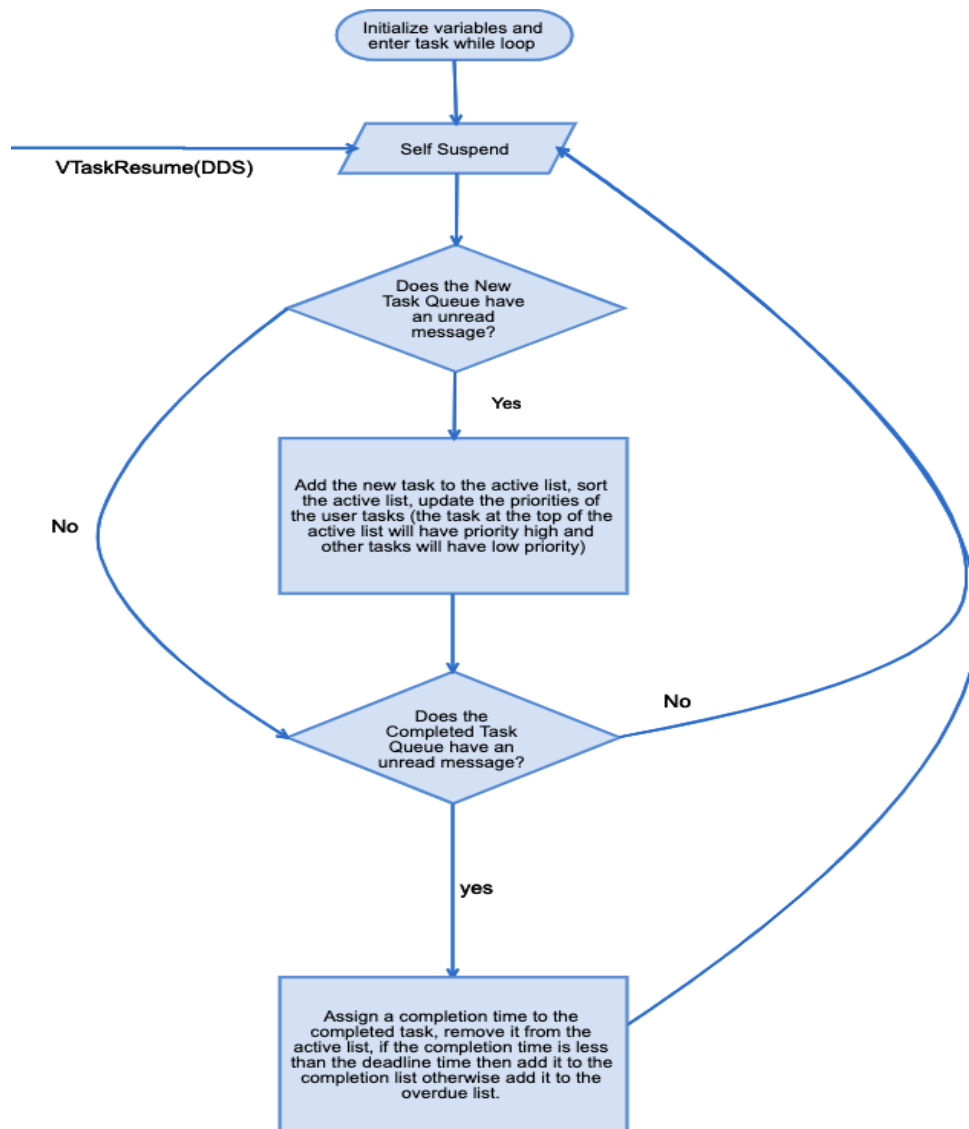 Initialize variables and
enter task while loop
Self Suspend
VTaskResume(DDS)
Does the New
Task Queue have
an unread
message?
Yes
Add the new task to the active list, sort
the active list, update the priorities of
the user tasks (the task at the top of the
active list will have priority high and
other tasks will have low priority)
No
Does the
Completed Task
Queue have an
unread message?
No
yes
Assign a completion time to the
completed task, remove it from the
active list, if the completion time is less
than the deadline time then add it to the
completion list otherwise add it to the
overdue list.